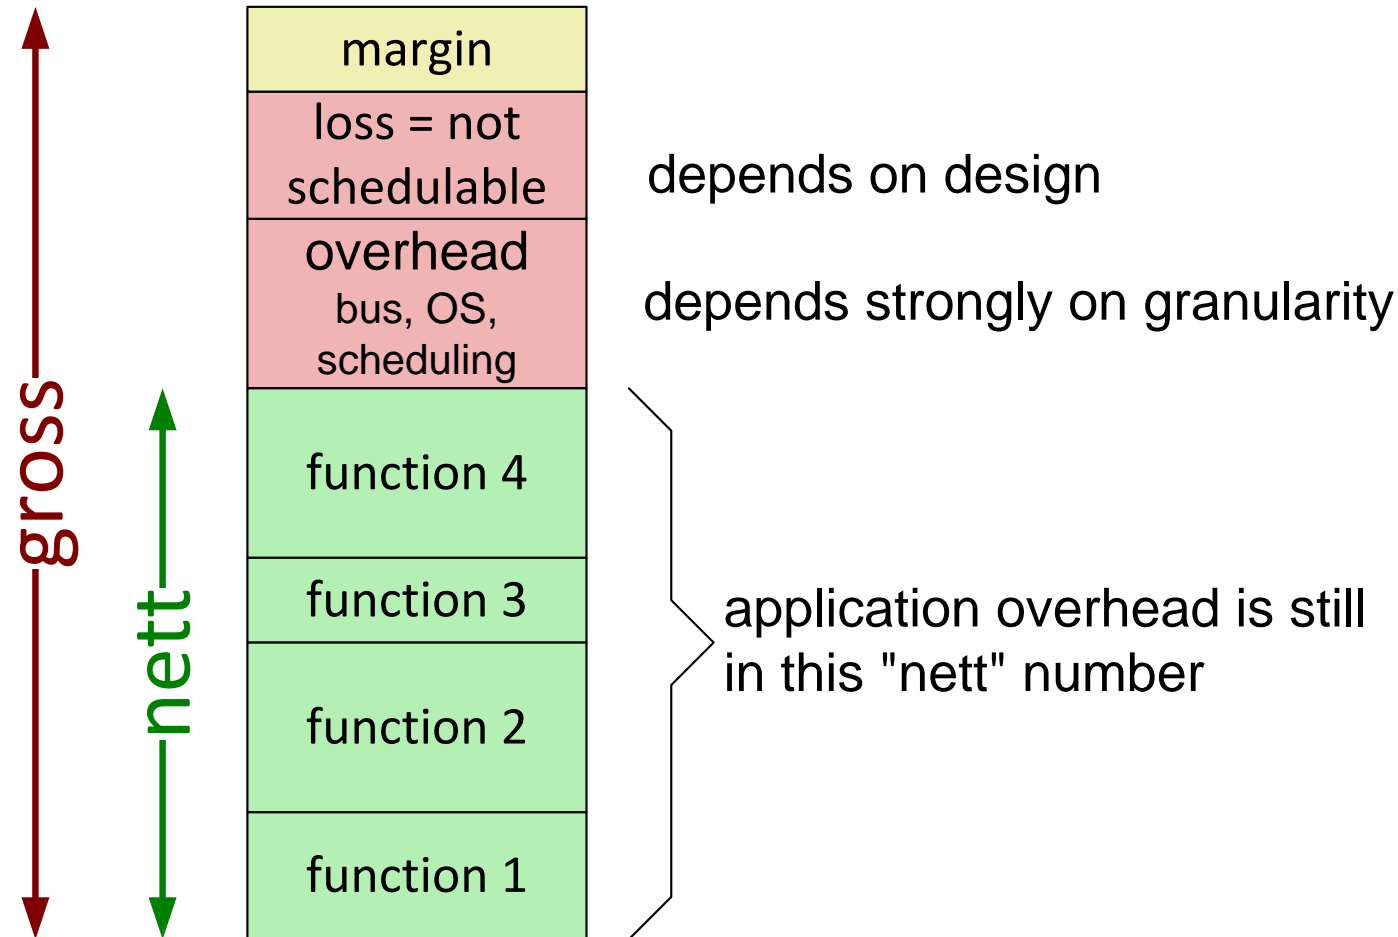 gross
nett
margin
loss = not
schedulable
depends on design
overhead
bus, OS,
scheduling
depends strongly on granularity
function 4
function 3
function 2
function 1
application overhead is still
in this "nett" number